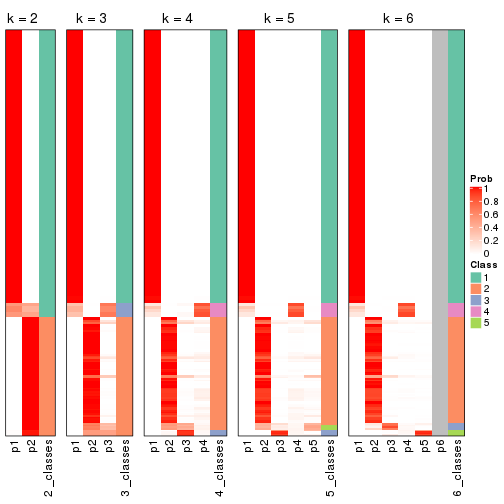 k = 2
k = 3
k = 4
k = 5
k = 6
p1
p2
2_classes
p1
p2
p3
3_classes
p1
p2
p3
p4
4_classes
p1
p2
p3
p4
p5
5_classes
p1
p2
p3
p4
p5
p6
6_classes
Prob
1
0.8
0.6
0.4
0.2
0
Class
1
2
3
4
5